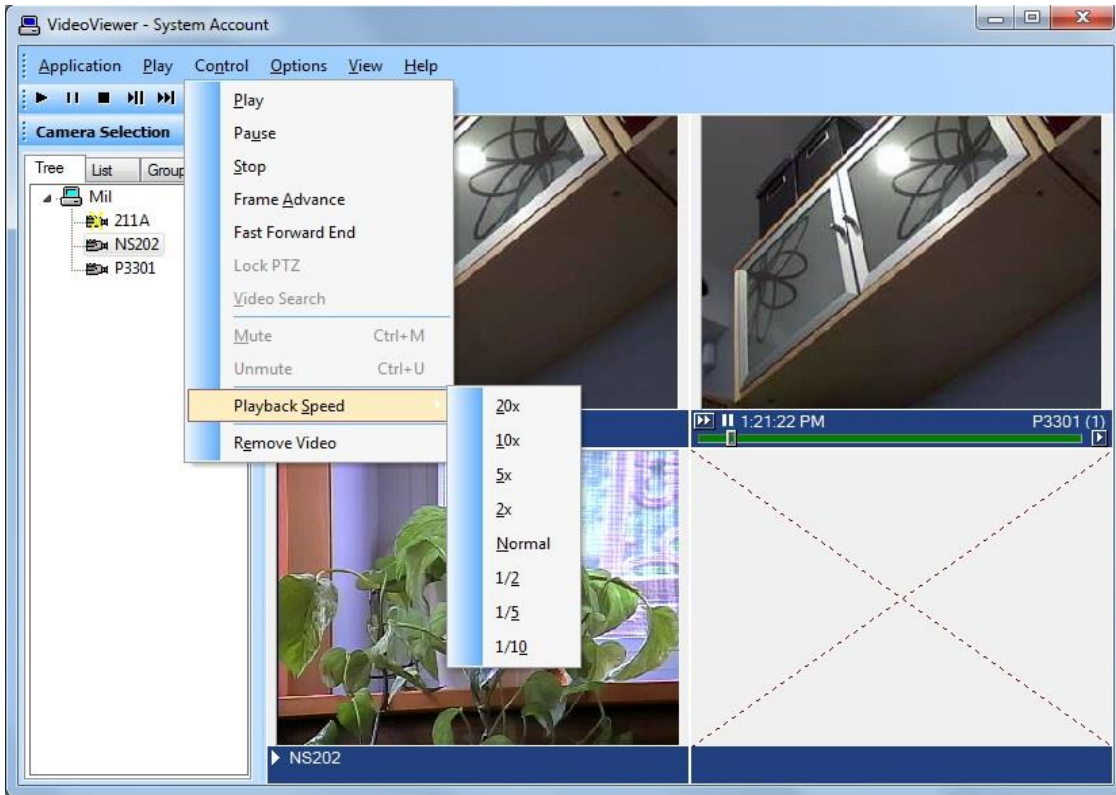 VideoViewer - System Account
Application Play Control Options View Help
Camera Selection
Tree List Group
Mil
211A
NS202
P3301
Play
Pause
Stop
Frame Advance
Fast Forward End
Lock PTZ
Video Search
Mute Ctrl+M
Unmute Ctrl+U
Playback Speed
Remove Video
20x
10x
5x
2x
Normal
1/2
1/5
1/10
1:21:22 PM P3301 (1)
NS202